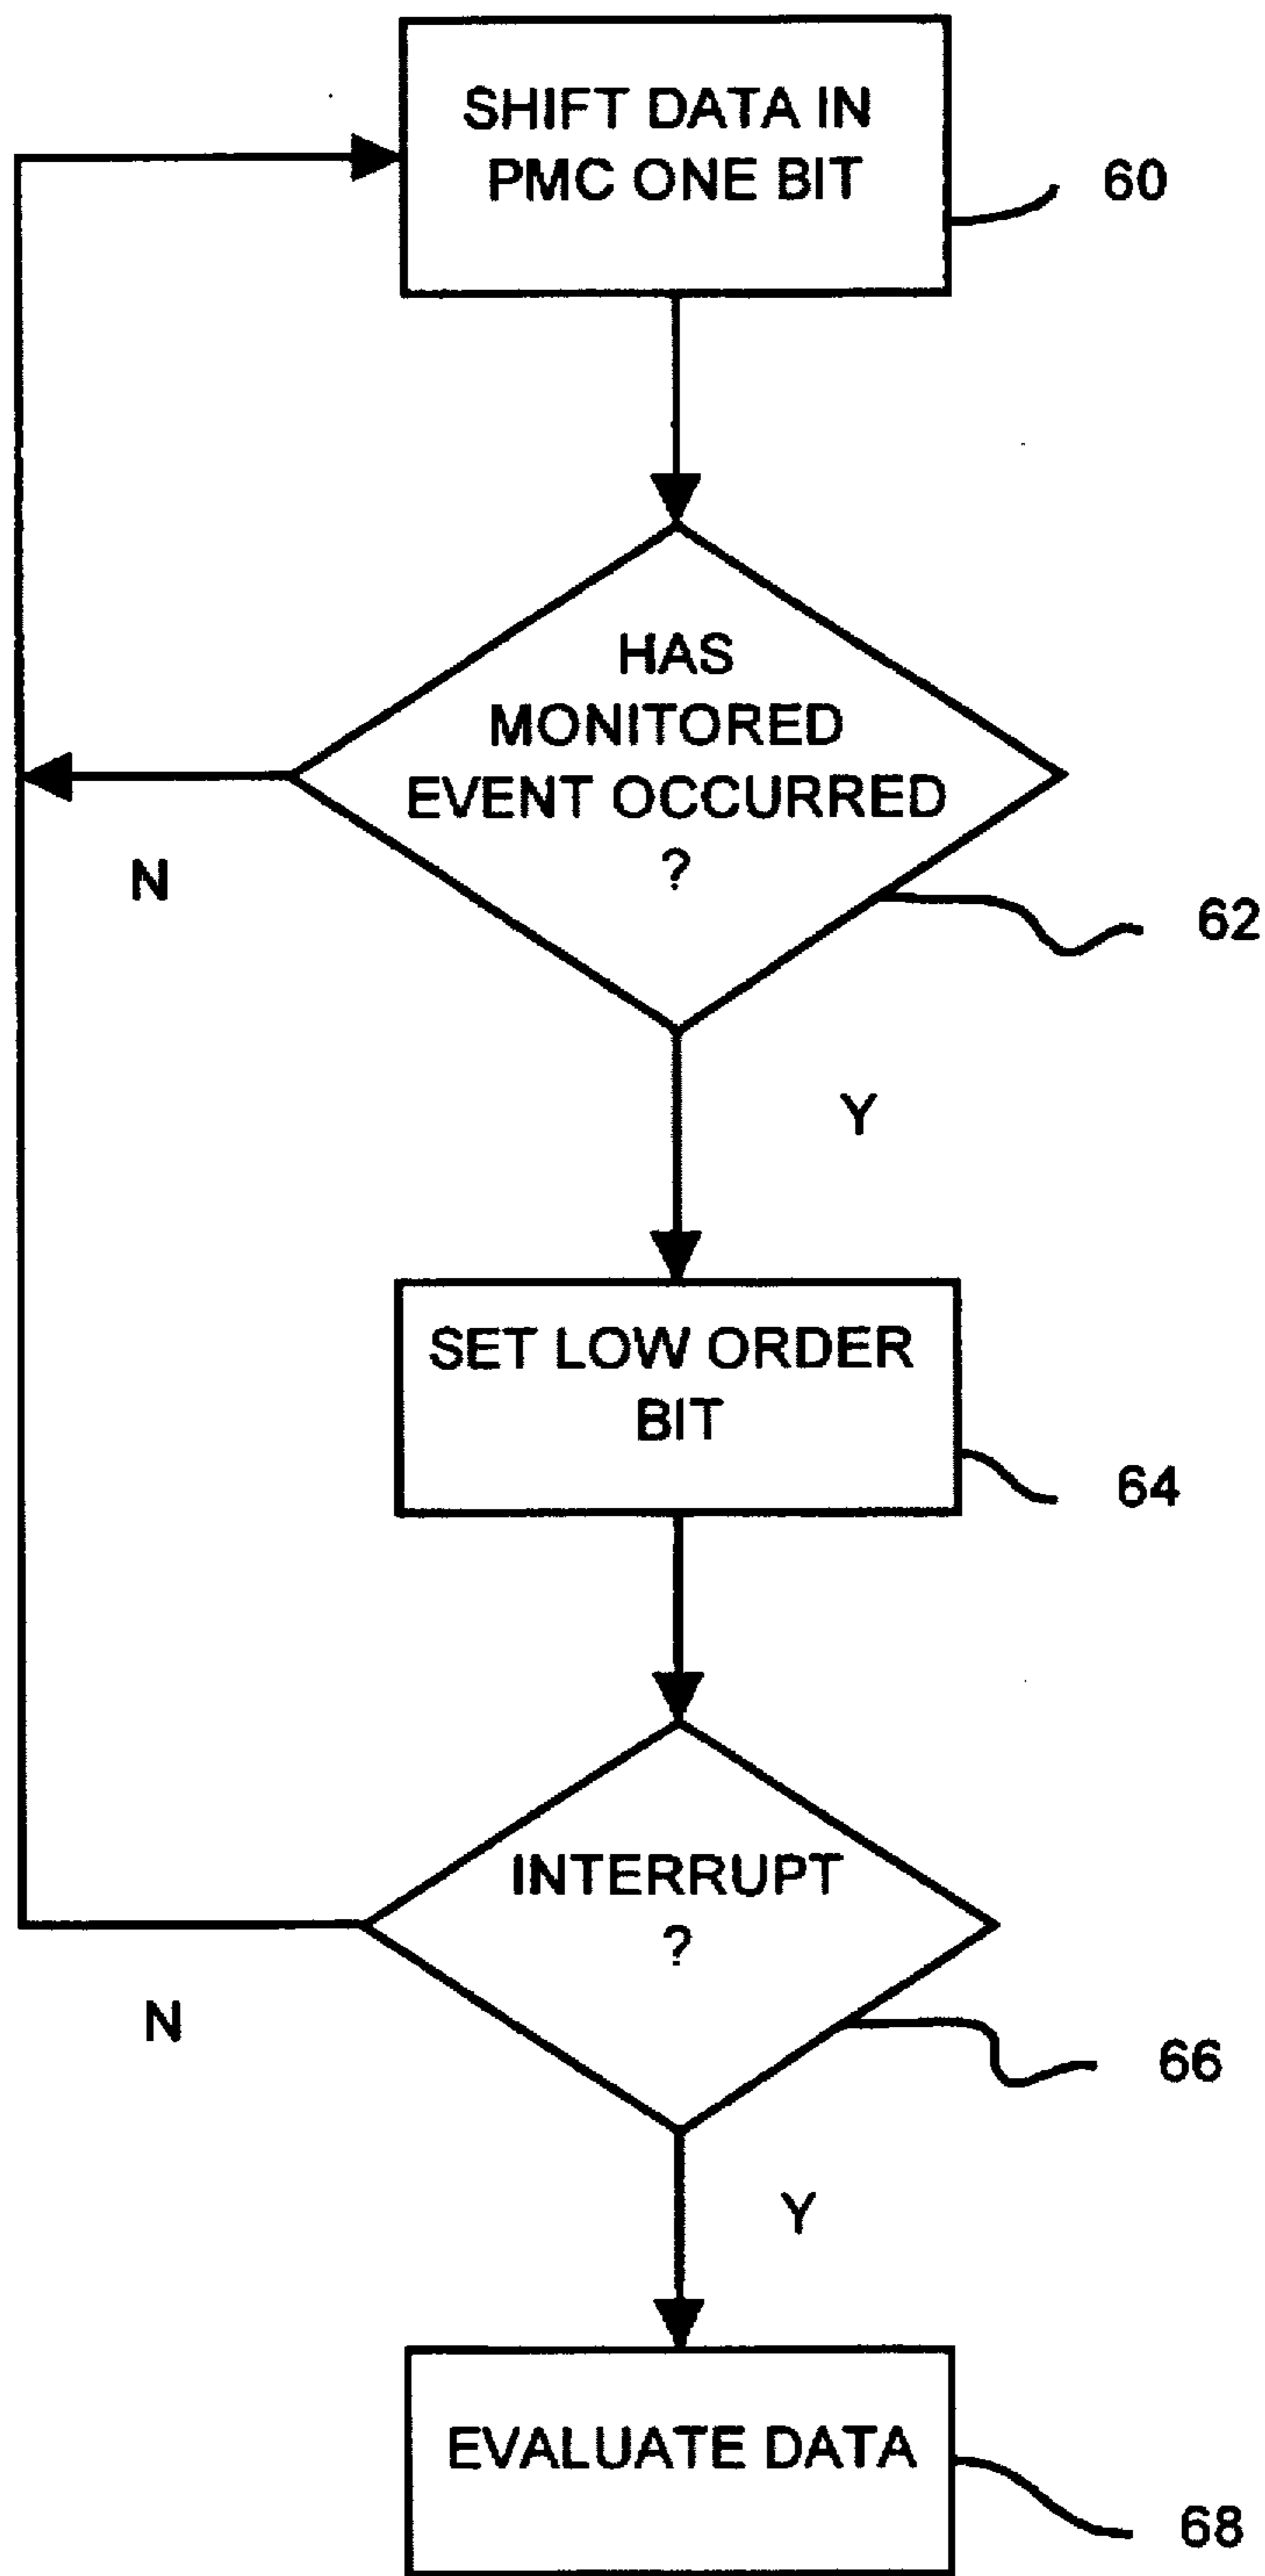 SHIFT DATA IN
PMC ONE BIT
60
HAS
MONITORED
EVENT OCCURRED
?
N
62
Y
SET LOW ORDER
BIT
64
INTERRUPT
?
N
66
Y
EVALUATE DATA
68